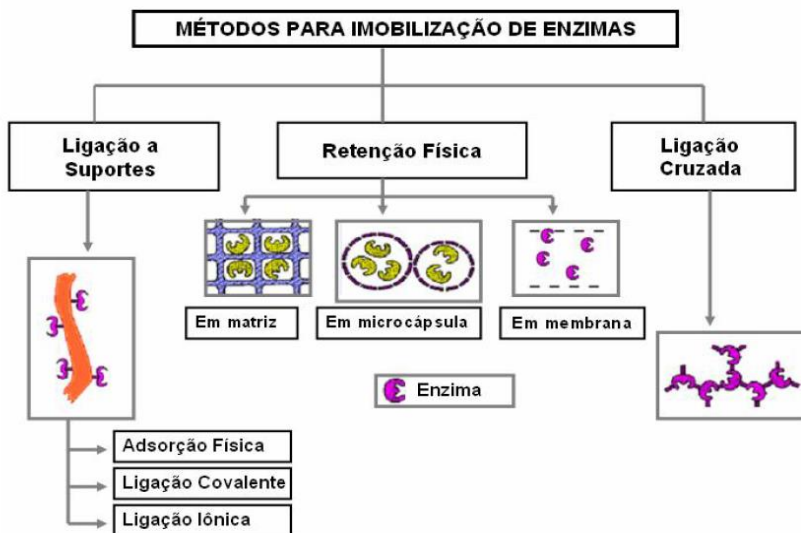 MÉTODOS PARA IMOBILIZAÇÃO DE ENZIMAS
Ligação a
Suportes
Retenção Física
Ligação
Cruzada
Em matriz
Em microcápsula
Em membrana
Enzima
Adsorção Física
Ligação Covalente
Ligação Iônica